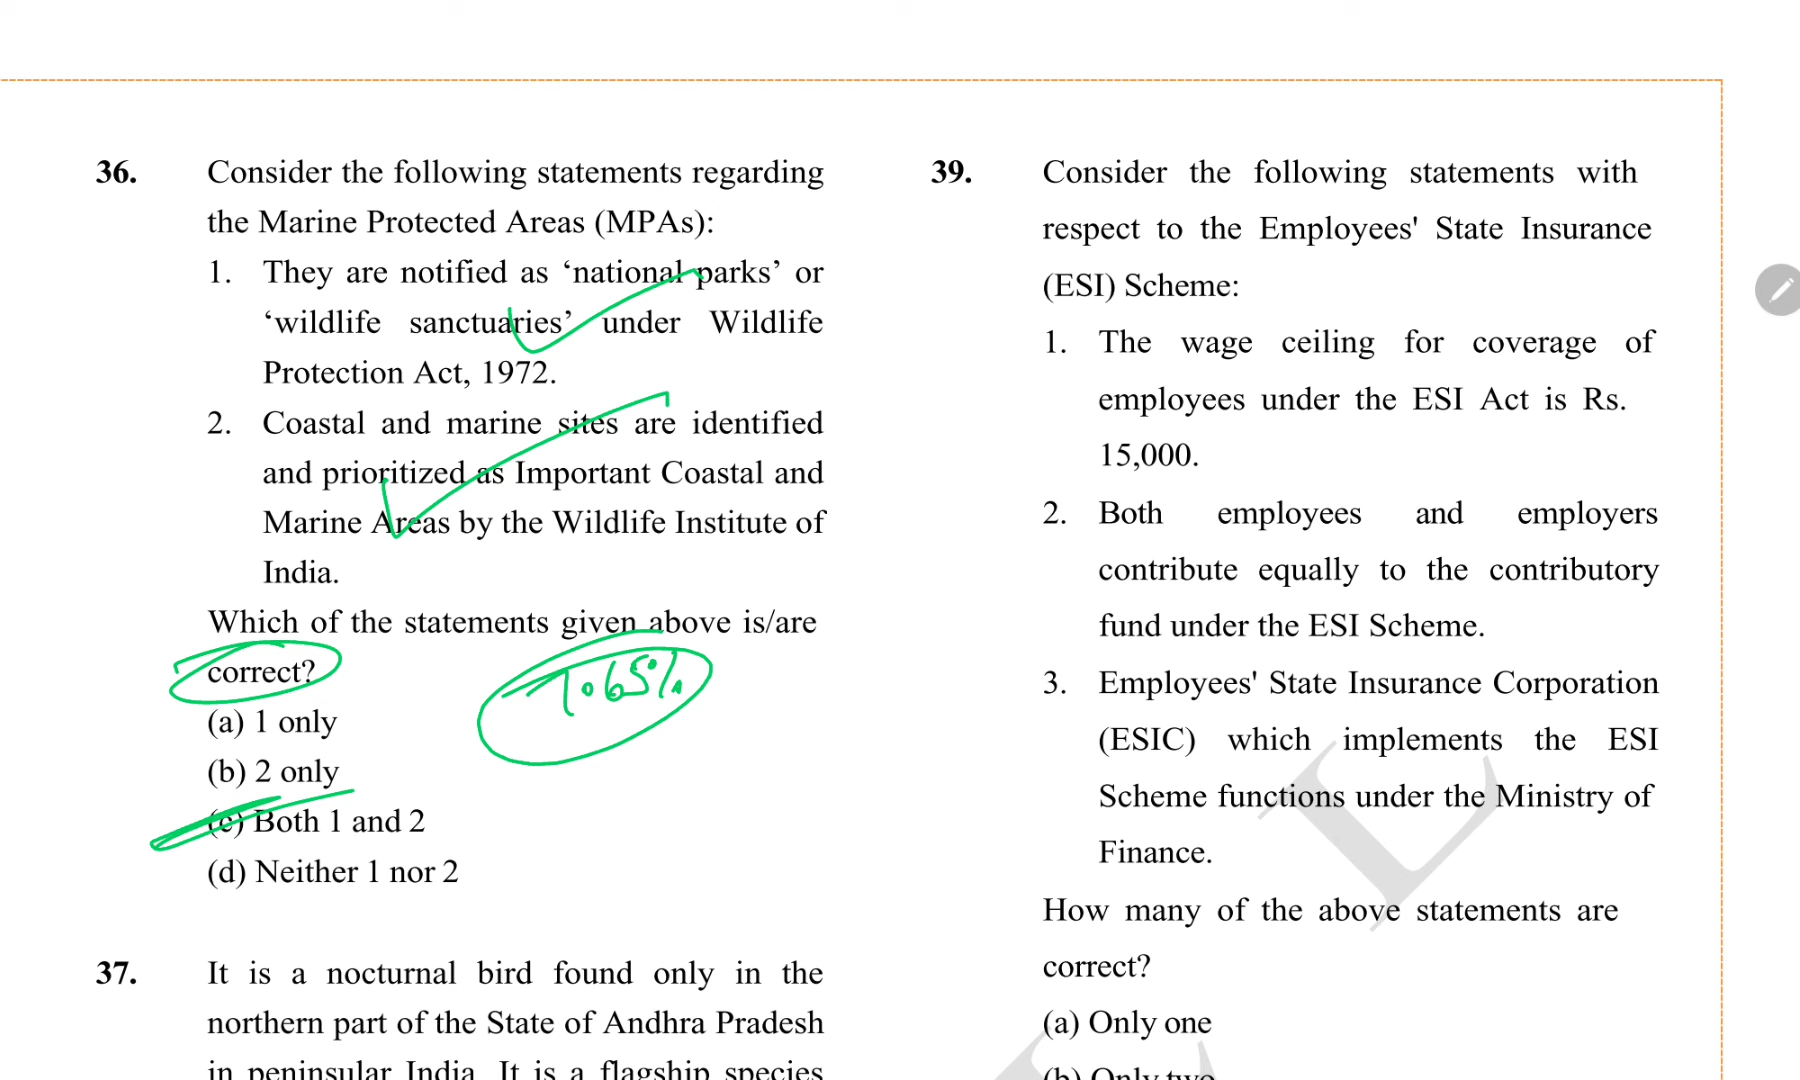 36. Consider the following statements regarding
the Marine Protected Areas (MPAs):
1. They are notified as ‘national parks’ or
‘wildlife sanctuaries’ under Wildlife
Protection Act, 1972.
2. Coastal and marine sites are identified
and prioritized as Important Coastal and
Marine Areas by the Wildlife Institute of
India.
Which of the statements given above is/are
correct?
(a) 1 only
(b) 2 only
(c) Both 1 and 2
(d) Neither 1 nor 2
37. It is a nocturnal bird found only in the
northern part of the State of Andhra Pradesh
in peninsular India. It is a flagship species
39. Consider the following statements with
respect to the Employees' State Insurance
(ESI) Scheme:
1. The wage ceiling for coverage of
employees under the ESI Act is Rs.
15,000.
2. Both employees and employers
contribute equally to the contributory
fund under the ESI Scheme.
3. Employees' State Insurance Corporation
(ESIC) which implements the ESI
Scheme functions under the Ministry of
Finance.
How many of the above statements are
correct?
(a) Only one
(b) Only two